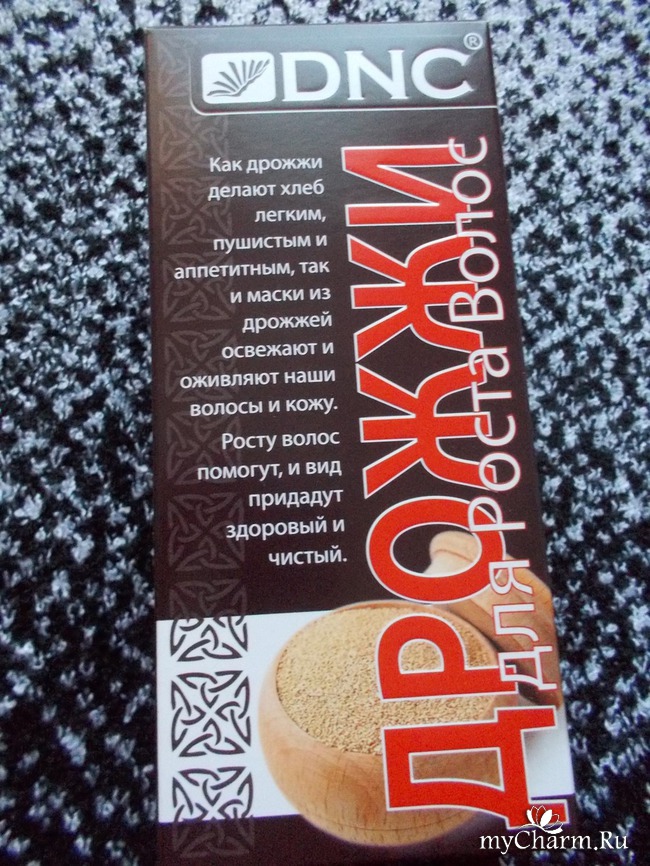 DNC®
Как дрожжи
делают хлеб
легким,
пушистым и
аппетитным, так
и маски из
дрожжей
освежают и
оживляют наши
волосы и кожу.
Росту волос
помогут, и вид
придадут
здоровый и
чистый.
ДРОЖЖИ
для Роста Волос
myCharm.Ru